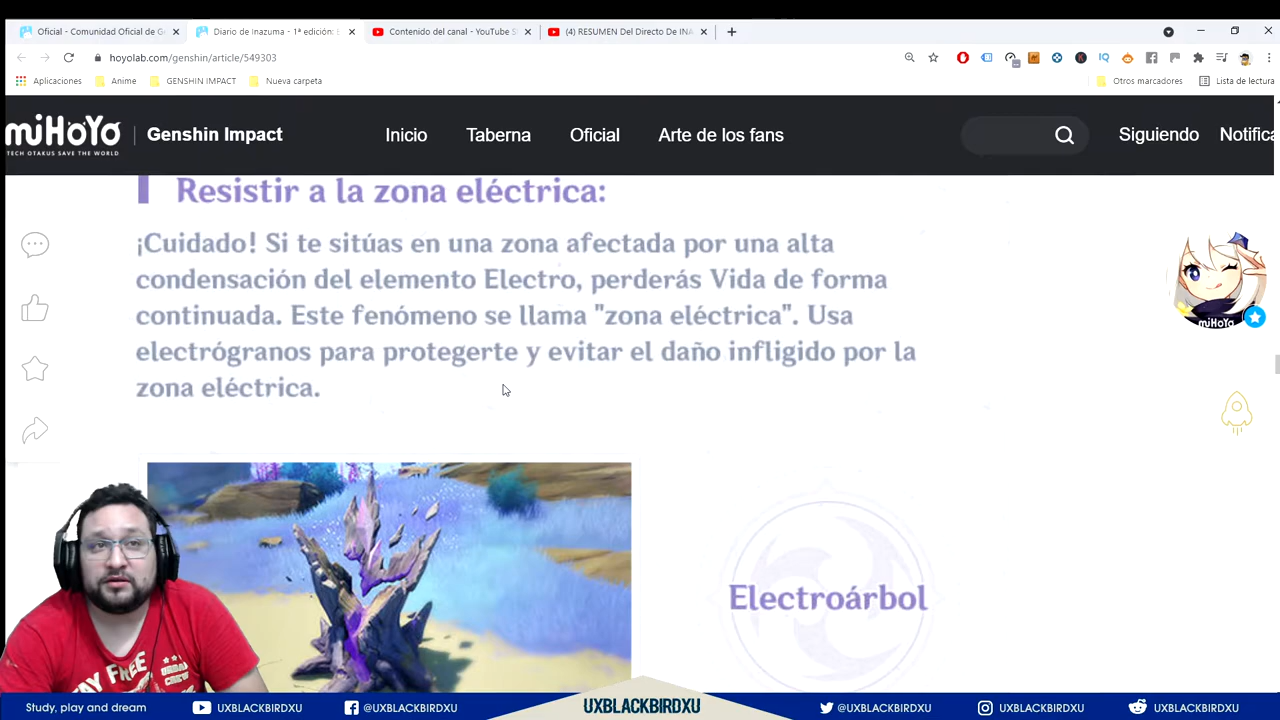 Oficial - Comunidad Oficial de G
Diario de Inazuma - 1ª edición:
Contenido del canal - YouTube
(4) RESUMEN Del Directo De INA
hoyolab.com/genshin/article/549303
Aplicaciones
Anime
GENSHIN IMPACT
Nueva carpeta
Otros marcadores
Lista de lectura
miHoYo
TECH OTAKUS SAVE THE WORLD
Genshin Impact
Inicio
Taberna
Oficial
Arte de los fans
Siguiendo
Notifica
Resistir a la zona eléctrica:
¡Cuidado! Si te sitúas en una zona afectada por una alta
condensación del elemento Electro, perderás Vida de forma
continuada. Este fenómeno se llama "zona eléctrica". Usa
electrógranos para protegerte y evitar el daño infligido por la
zona eléctrica.
miHoYo
Electroárbol
Study, play and dream
UXBLACKBIRDXU
@UXBLACKBIRDXU
UXBLACKBIRDXU
@UXBLACKBIRDXU
UXBLACKBIRDXU
UXBLACKBIRDXU